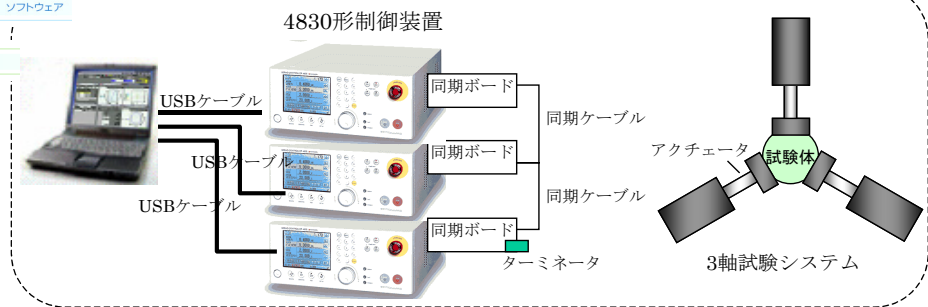 ソフトウェア
4830形制御装置
USBケーブル
USBケーブル
USBケーブル
同期ボード
同期ボード
同期ボード
同期ケーブル
同期ケーブル
ターミネータ
アクチェータ
試験体
3軸試験システム